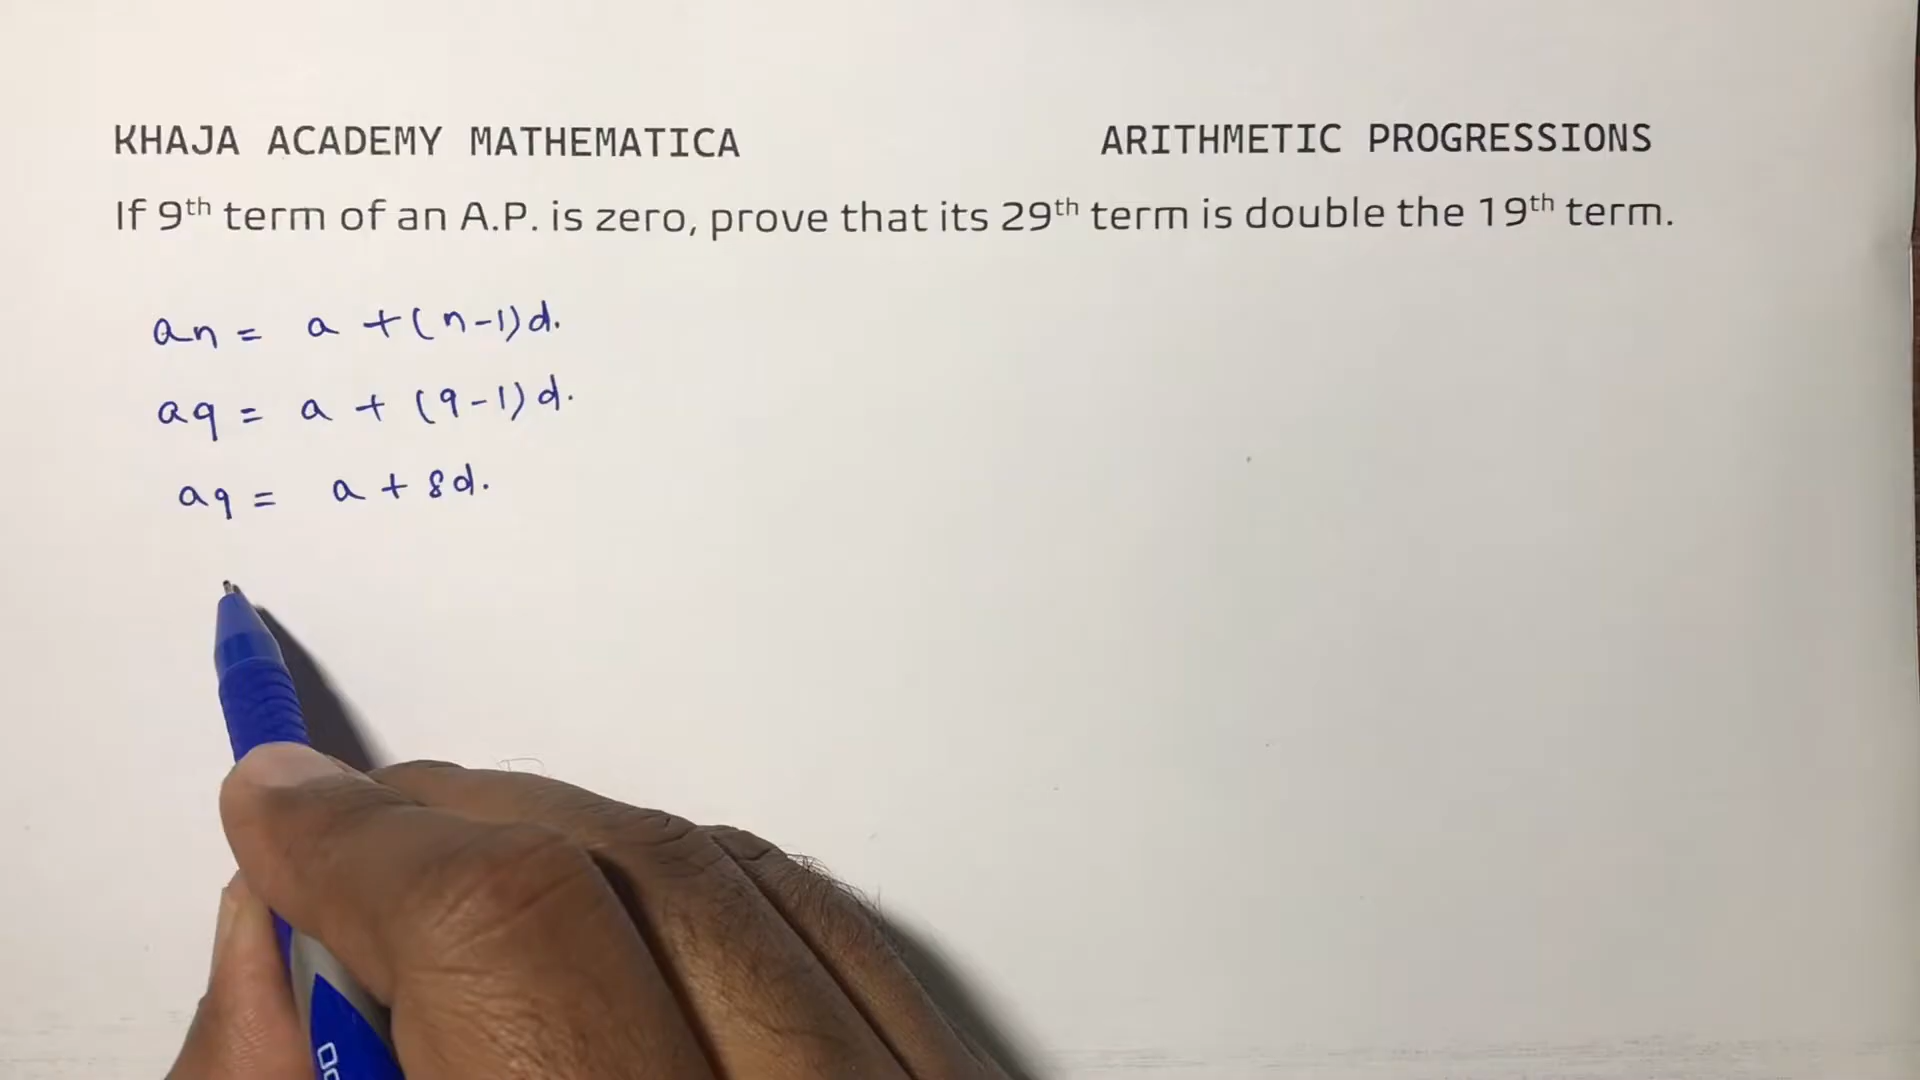 KHAJA ACADEMY MATHEMATICA ARITHMETIC PROGRESSIONS
If 9th term of an A.P. is zero, prove that its 29th term is double the 19th term.
an = a + (n-1)d.
a9 = a + (9-1)d.
a9 = a + 8d.